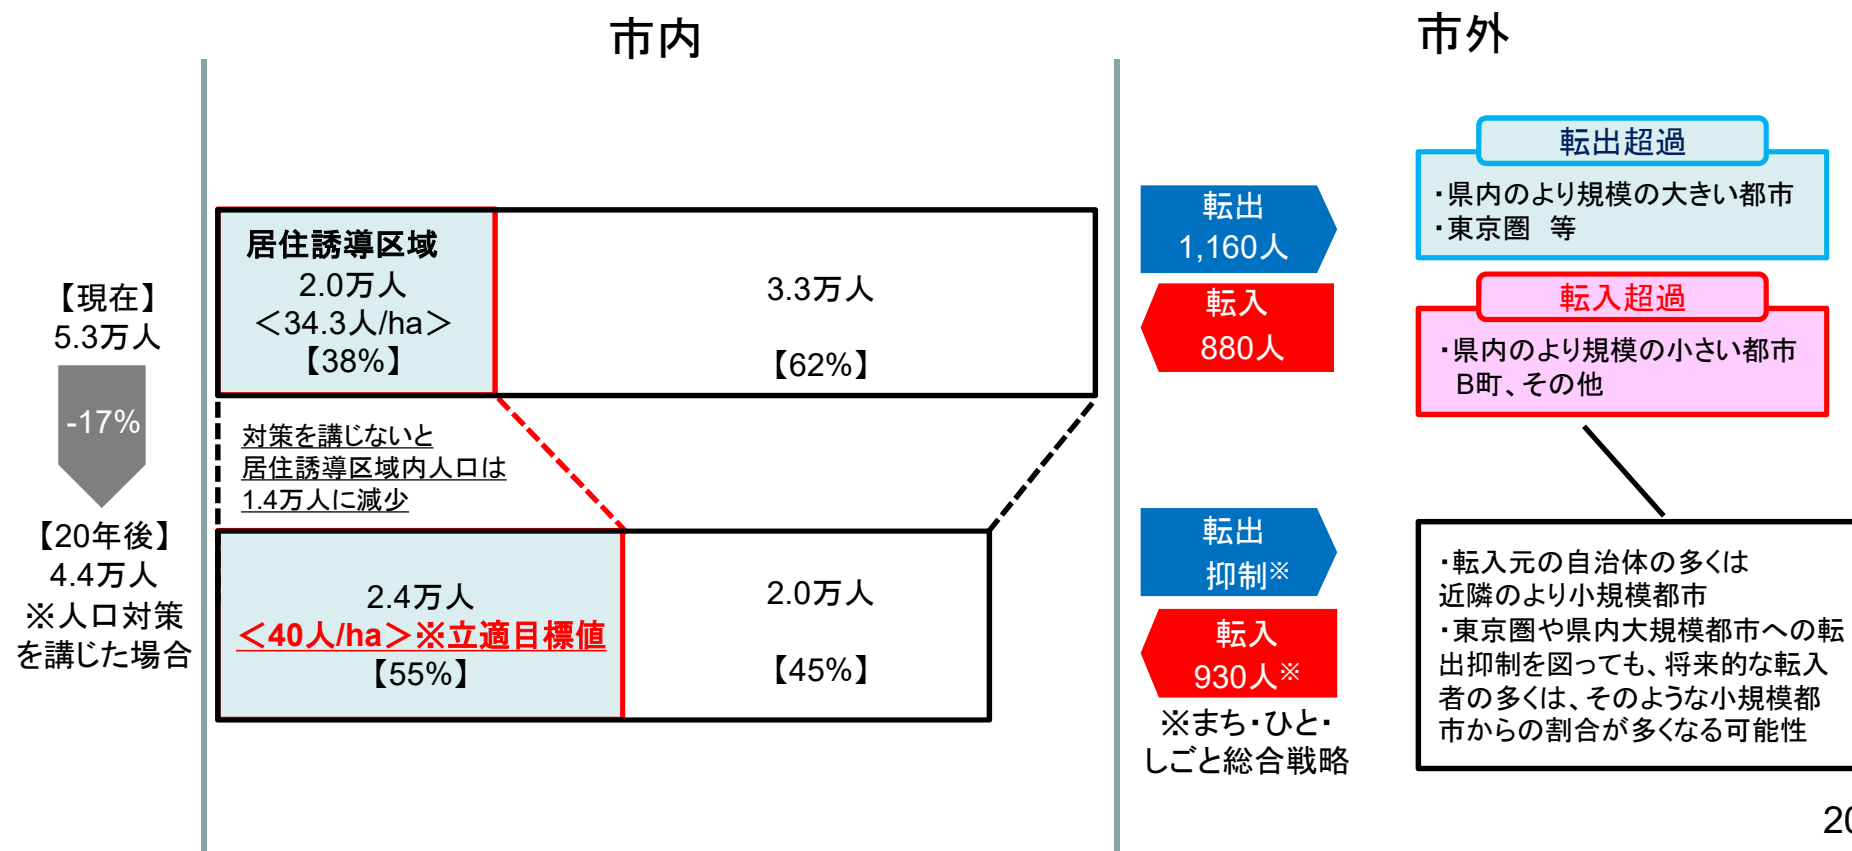 市内
市外
【現在】
5.3万人
-17%
【20年後】
4.4万人
※人口対策
を講じた場合
居住誘導区域
2.0万人
＜34.3人/ha＞
【38%】
3.3万人
【62%】
対策を講じないと
居住誘導区域内人口は
1.4万人に減少
2.4万人
＜40人/ha＞※立適目標値
【55%】
2.0万人
【45%】
転出
1,160人
転入
880人
転出
抑制※
転入
930人※
※まち・ひと・
しごと総合戦略
転出超過
・県内のより規模の大きい都市
・東京圏　等
転入超過
・県内のより規模の小さい都市
B町、その他
・転入元の自治体の多くは
近隣のより小規模都市
・東京圏や県内大規模都市への転
出抑制を図っても、将来的な転入
者の多くは、そのような小規模都
市からの割合が多くなる可能性